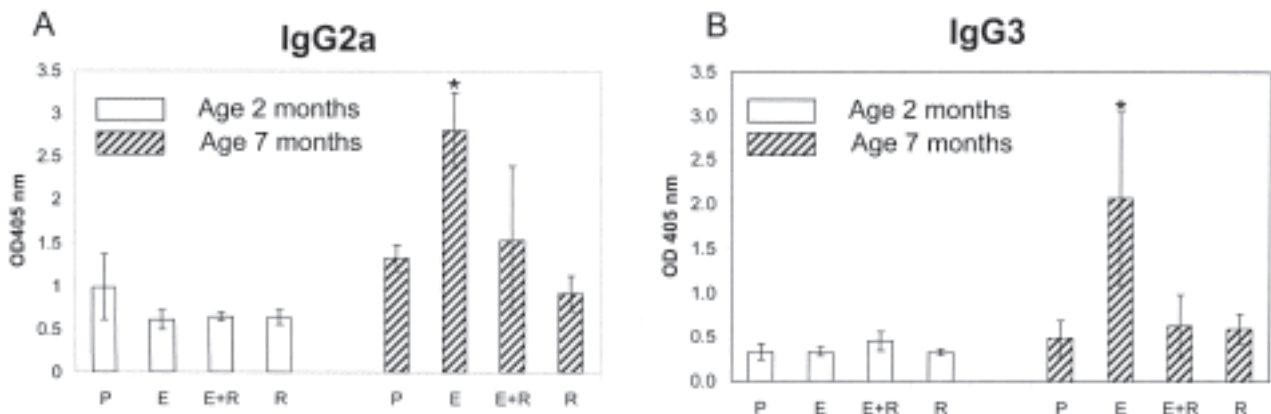 A
IgG2a
3.5
3
2.5
2
1.5
1
0.5
0
OD405 nm
Age 2 months
Age 7 months
P E E+R R P E E+R R
*
B
IgG3
3.5
3.0
2.5
2.0
1.5
1.0
0.5
0.0
OD 405 nm
Age 2 months
Age 7 months
P E E+R R P E E+R R
*